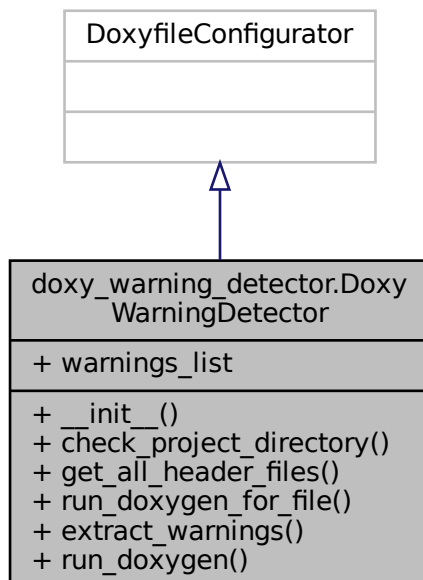 DoxyfileConfigurator
doxy_warning_detector.Doxy
WarningDetector
+ warnings_list
+ __init__()
+ check_project_directory()
+ get_all_header_files()
+ run_doxygen_for_file()
+ extract_warnings()
+ run_doxygen()